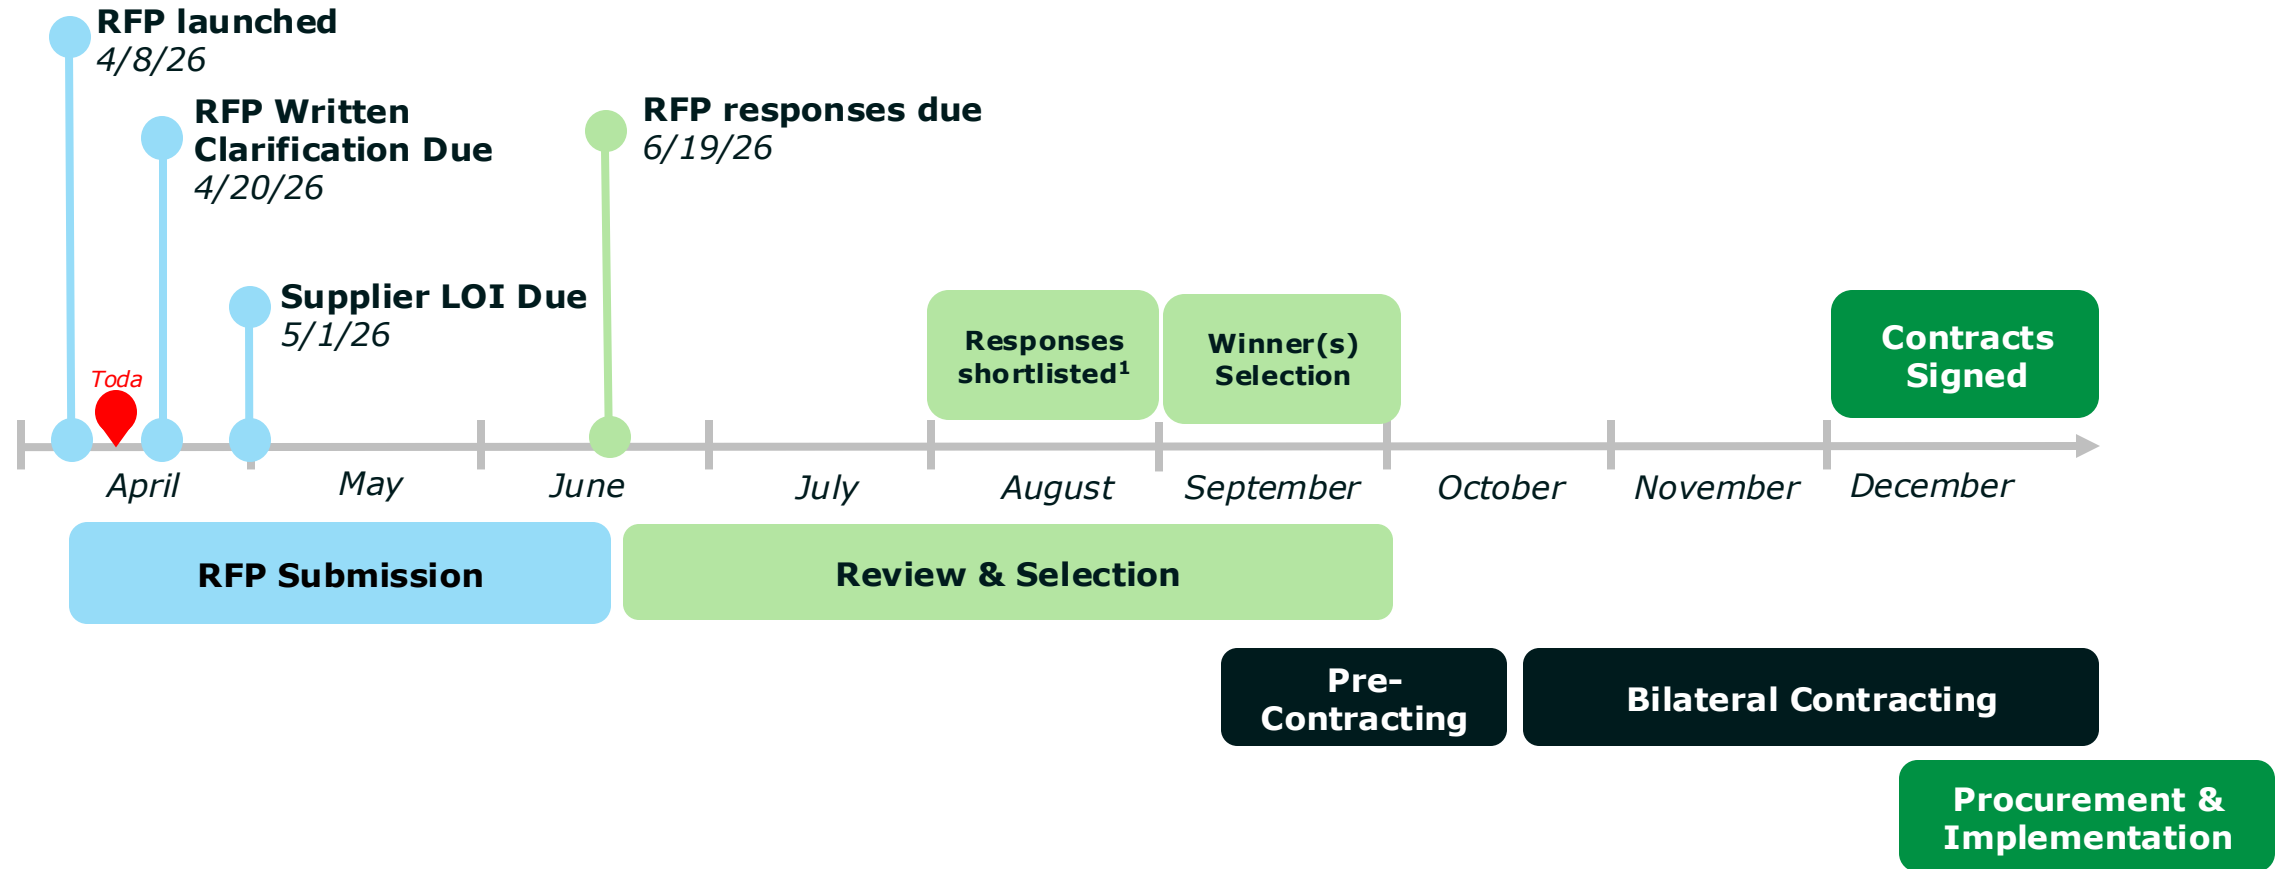 RFP launched
4/8/26
RFP Written
Clarification Due
4/20/26
RFP responses due
6/19/26
Supplier LOI Due
5/1/26
Toda
Responses
shortlisted¹
Winner(s)
Selection
Contracts
Signed
April
May
June
July
August
September
October
November
December
RFP Submission
Review & Selection
Pre-
Contracting
Bilateral Contracting
Procurement &
Implementation